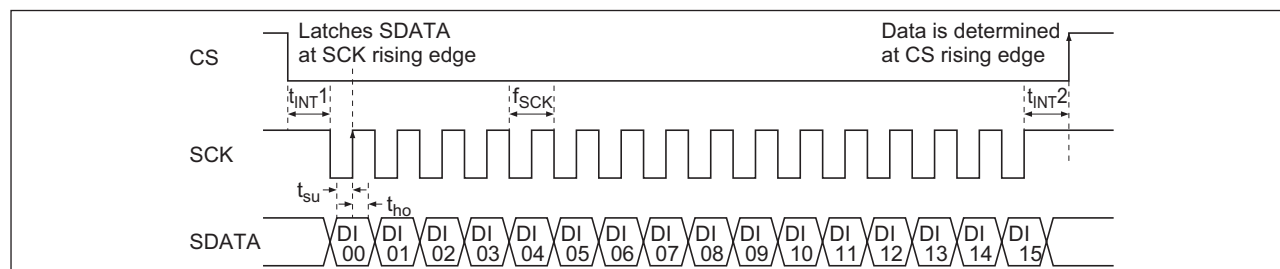 Latches SDATA
at SCK rising edge
Data is determined
at CS rising edge
CS
tINT1
fSCK
tINT2
SCK
tsu
tho
SDATA
DI
00
DI
01
DI
02
DI
03
DI
04
DI
05
DI
06
DI
07
DI
08
DI
09
DI
10
DI
11
DI
12
DI
13
DI
14
DI
15